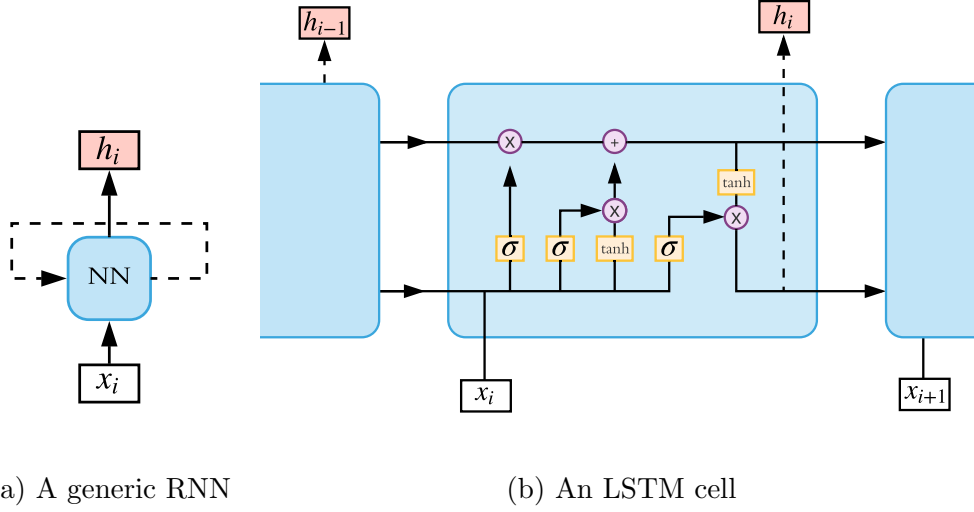 h_{i-1}
h_i
h_i
NN
x_i
X
+
tanh
X
X
σ
σ
tanh
σ
x_i
x_{i+1}
a) A generic RNN
(b) An LSTM cell